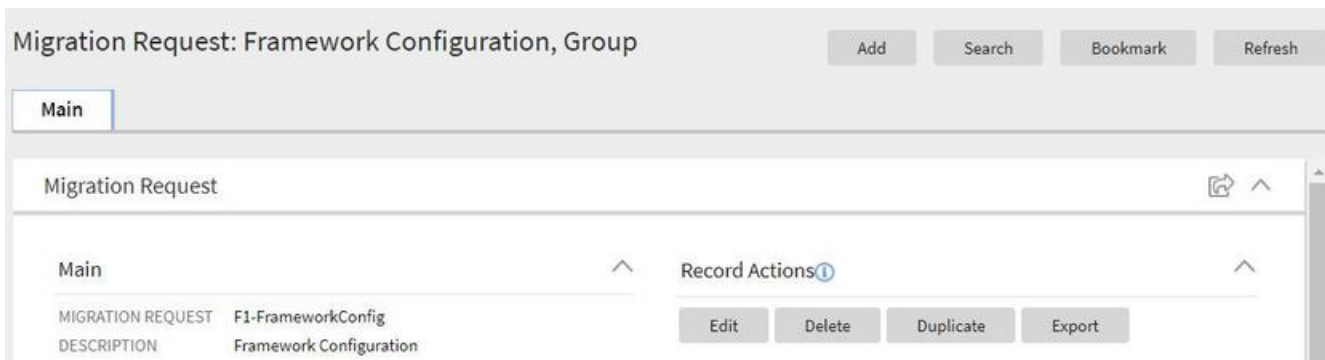 Migration Request: Framework Configuration, Group
Add Search Bookmark Refresh
Main
Migration Request
Main
MIGRATION REQUEST F1-FrameworkConfig
DESCRIPTION Framework Configuration
Record Actions
Edit Delete Duplicate Export